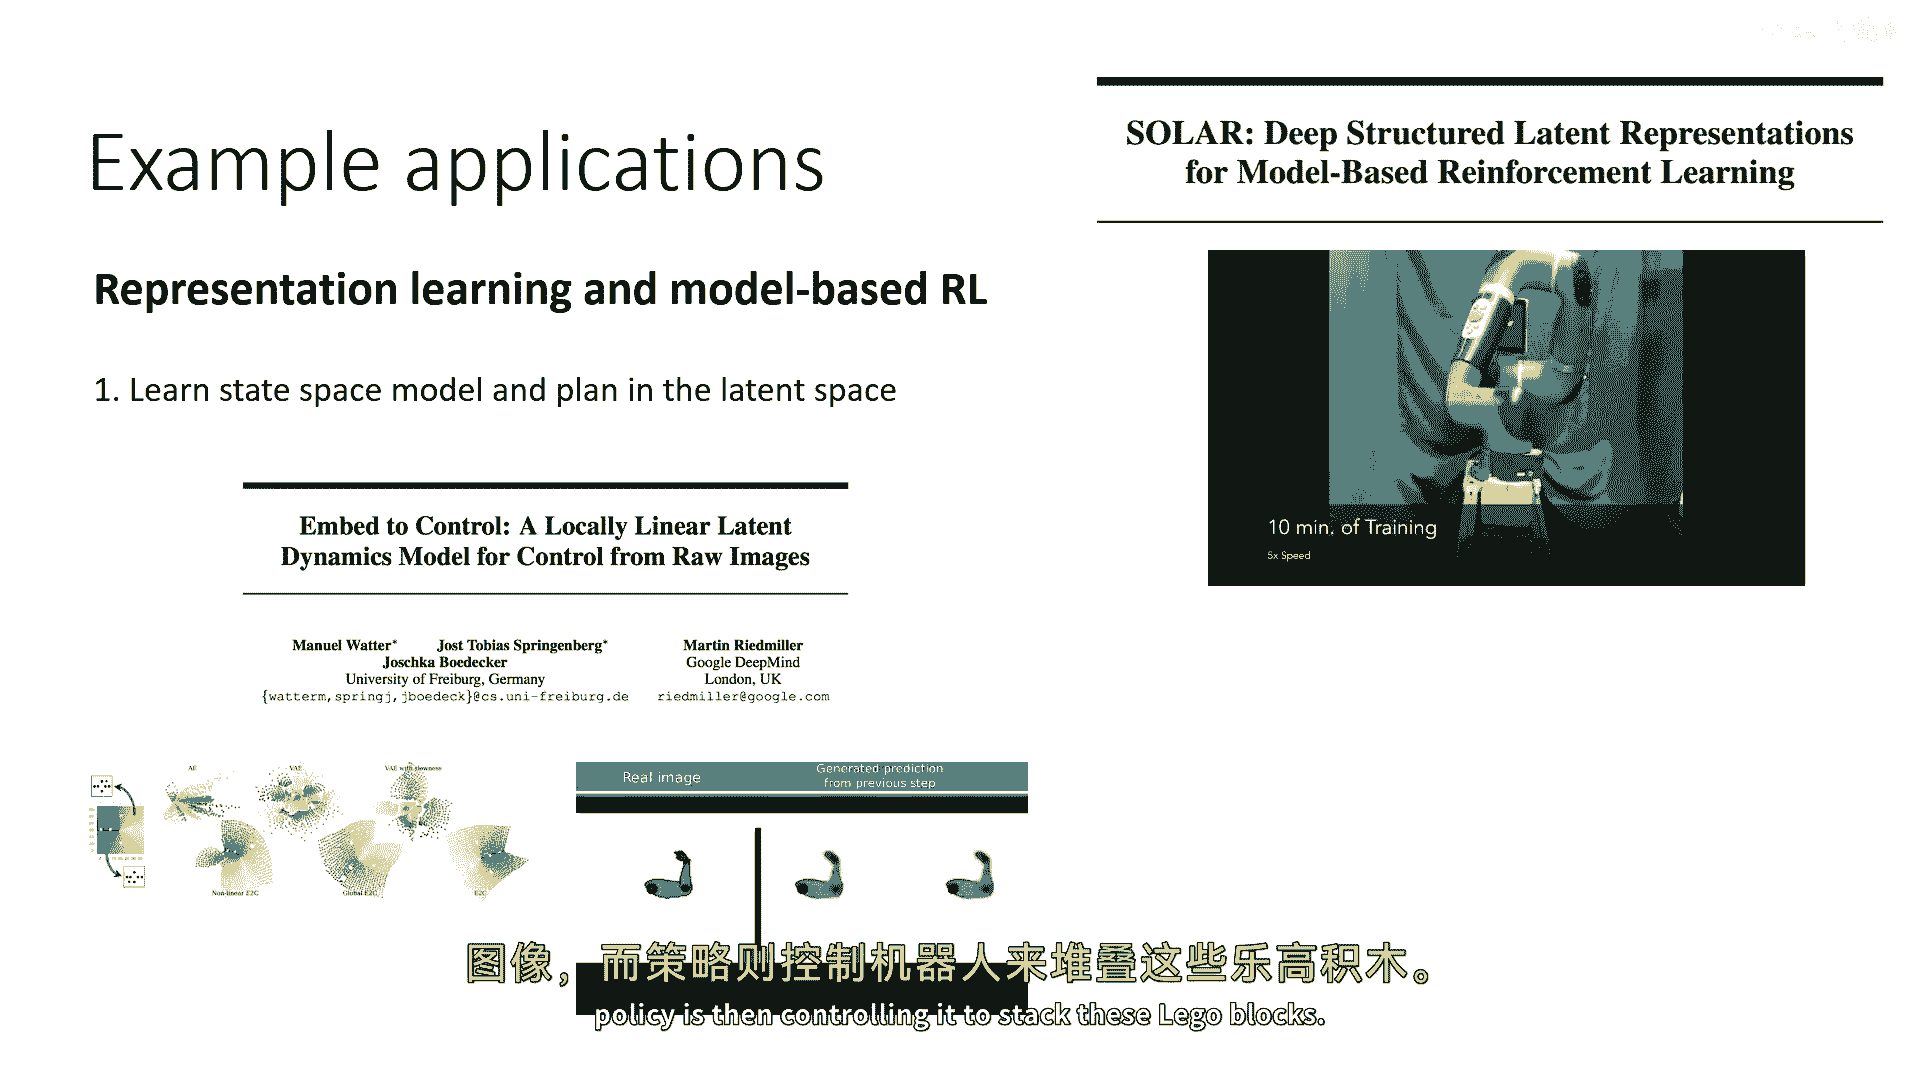 Example applications
Representation learning and model-based RL
1. Learn state space model and plan in the latent space
Embed to Control: A Locally Linear Latent
Dynamics Model for Control from Raw Images
Manuel Watter* Jost Tobias Springenberg*
Joschka Boedecker
University of Freiburg, Germany
{watterm,springj,jboedeck}@cs.uni-freiburg.de
Martin Riedmiller
Google DeepMind
London, UK
riedmiller@google.com
SOLAR: Deep Structured Latent Representations
for Model-Based Reinforcement Learning
10 min. of Training
5x Speed
AE
VAE
VAE with slowness
Non-linear E2C
Global E2C
E2C
Real image
Generated prediction
from previous step
图像，而策略则控制机器人来堆叠这些乐高积木。
policy is then controlling it to stack these Lego blocks.